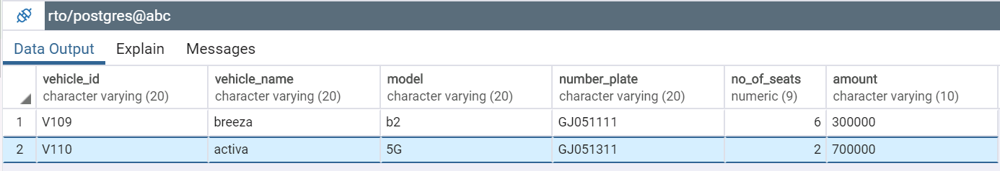 rto/postgres@abc
Data Output Explain Messages
vehicle_id vehicle_name model number_plate no_of_seats amount
character varying (20) character varying (20) character varying (20) character varying (20) numeric (9) character varying (10)
1 V109 breeza b2 GJ051111 6 300000
2 V110 activa 5G GJ051311 2 700000